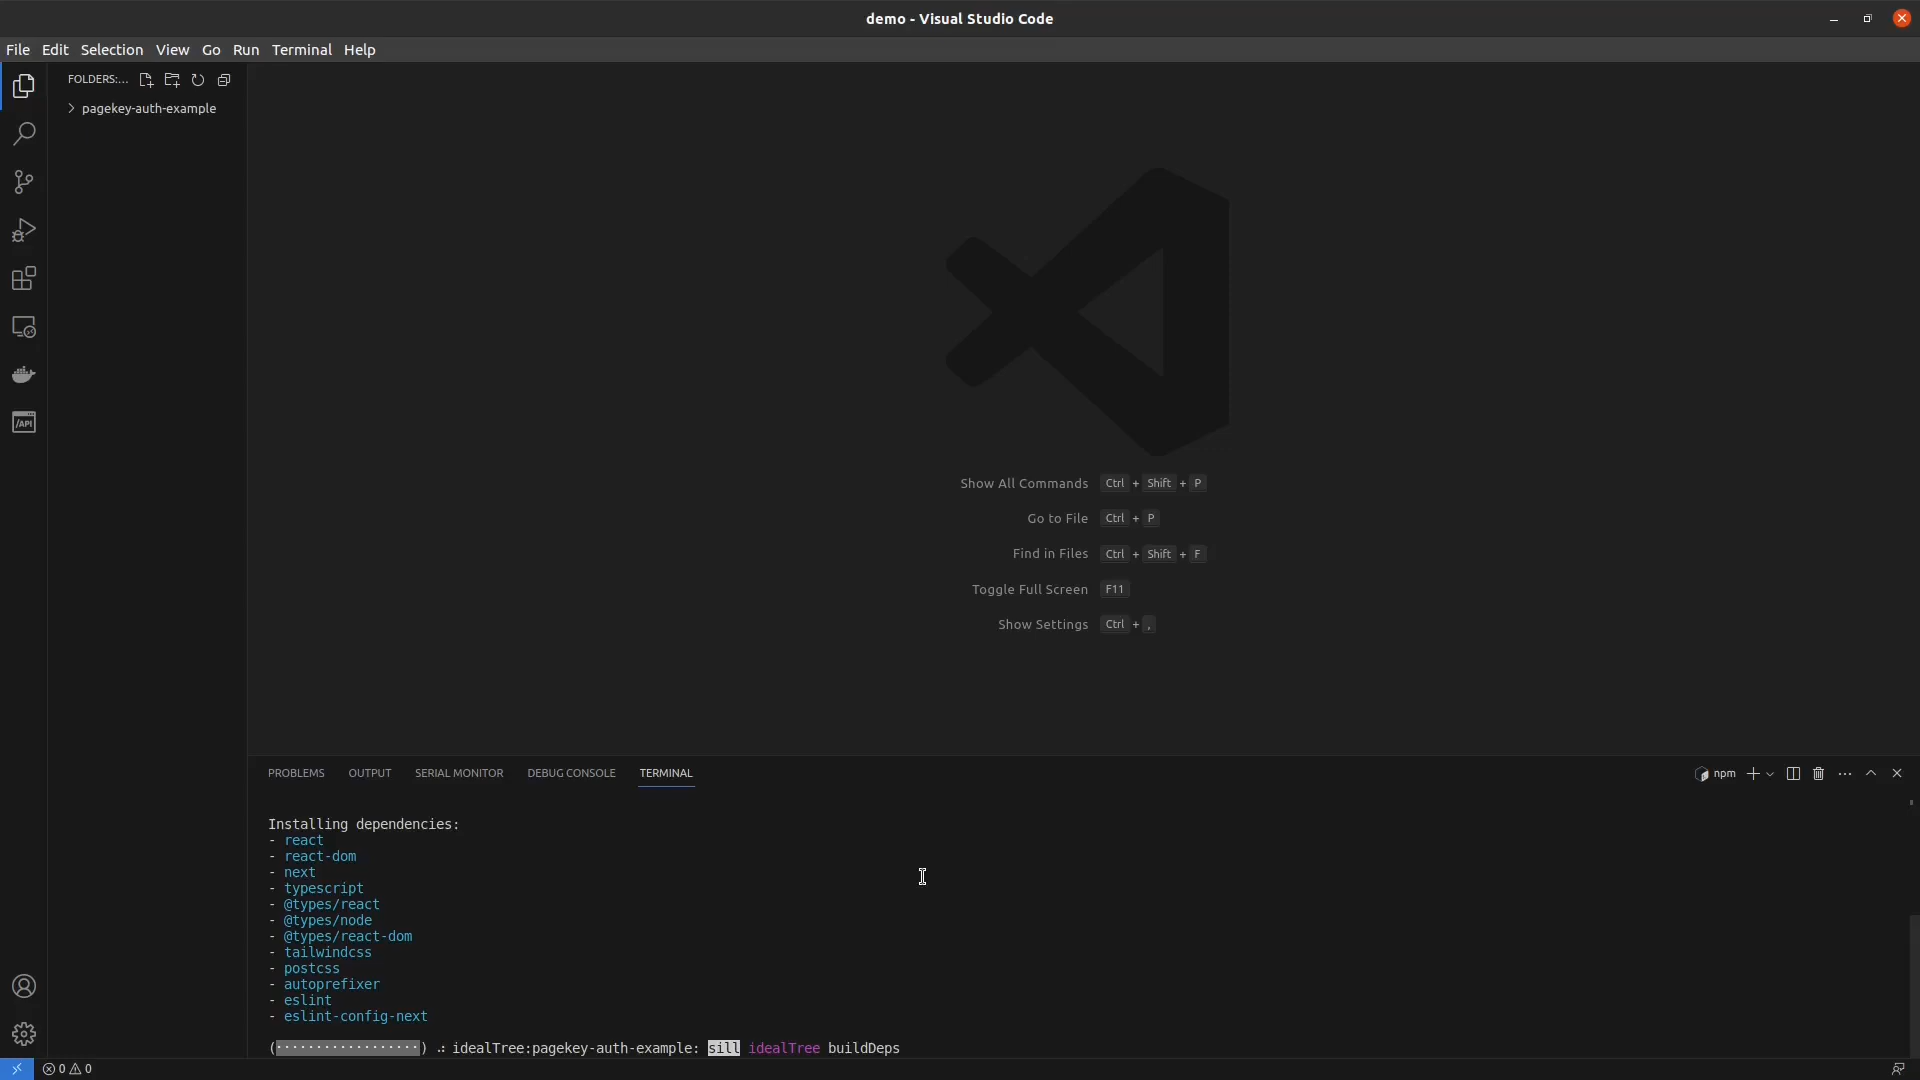 demo - Visual Studio Code
File Edit Selection View Go Run Terminal Help
FOLDERS:...
pagekey-auth-example
/API
Show All Commands Ctrl + Shift + P
Go to File Ctrl + P
Find in Files Ctrl + Shift + F
Toggle Full Screen F11
Show Settings Ctrl + ,
PROBLEMS OUTPUT SERIAL MONITOR DEBUG CONSOLE TERMINAL
npm
Installing dependencies:
- react
- react-dom
- next
- typescript
- @types/react
- @types/node
- @types/react-dom
- tailwindcss
- postcss
- autoprefixer
- eslint
- eslint-config-next
(··················) ⠴ idealTree:pagekey-auth-example: sill idealTree buildDeps
0 0